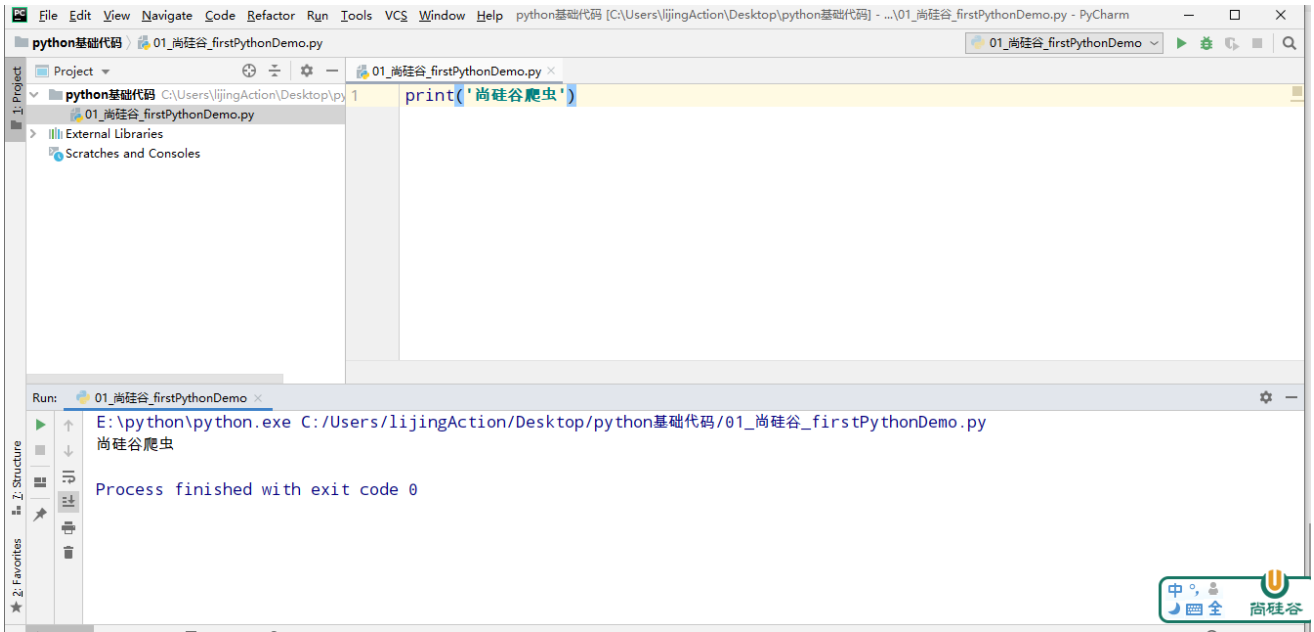 PC File Edit View Navigate Code Refactor Run Tools VCS Window Help python基础代码 [C:\Users\lijingAction\Desktop\python基础代码] - ...\01_尚硅谷_firstPythonDemo.py - PyCharm
python基础代码 〉 01_尚硅谷_firstPythonDemo.py 01_尚硅谷_firstPythonDemo
1: Project
Project 01_尚硅谷_firstPythonDemo.py
python基础代码 C:\Users\lijingAction\Desktop\py 1 print('尚硅谷爬虫')
01_尚硅谷_firstPythonDemo.py
External Libraries
Scratches and Consoles
Run: 01_尚硅谷_firstPythonDemo
E:\python\python.exe C:/Users/lijingAction/Desktop/python基础代码/01_尚硅谷_firstPythonDemo.py
尚硅谷爬虫
Process finished with exit code 0
7: Structure
2: Favorites
中 °,
全 尚硅谷